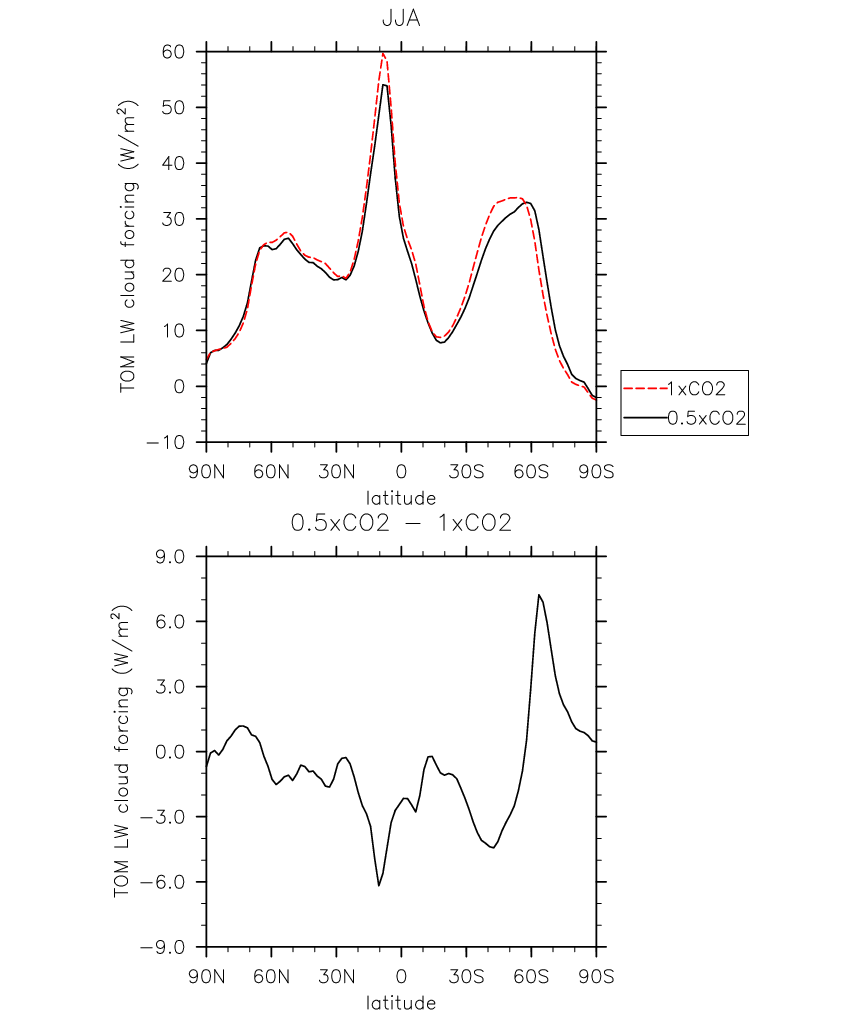 JJA
TOM LW cloud forcing (W/m²)
60
50
40
30
20
10
0
−10
90N 60N 30N 0 30S 60S 90S
latitude
1xCO2
0.5xCO2
0.5xCO2 − 1xCO2
TOM LW cloud forcing (W/m²)
9.0
6.0
3.0
0.0
−3.0
−6.0
−9.0
90N 60N 30N 0 30S 60S 90S
latitude